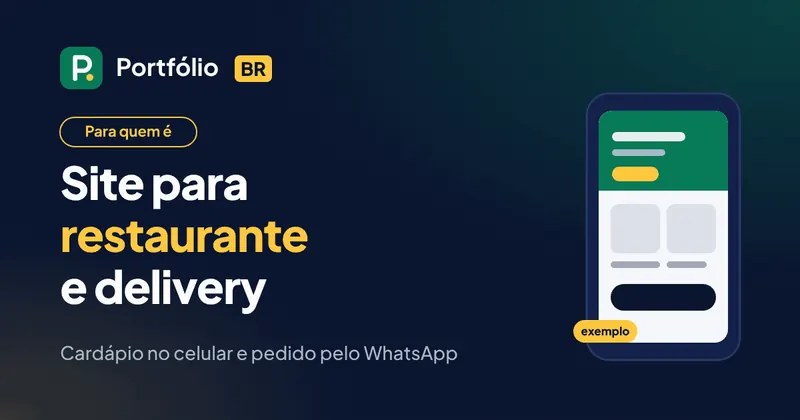 P.
Portfólio BR
Para quem é
Site para
restaurante
e delivery
Cardápio no celular e pedido pelo WhatsApp
exemplo